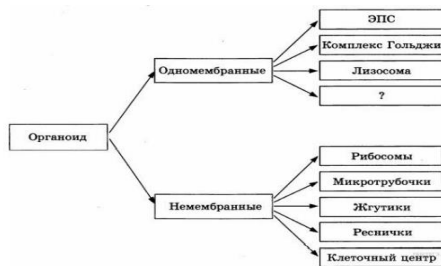 ЭПС
Комплекс Гольджи
Одномембранные
Лизосома
?
Органоид
Рибосомы
Микротрубочки
Немембранные
Жгутики
Реснички
Клеточный центр